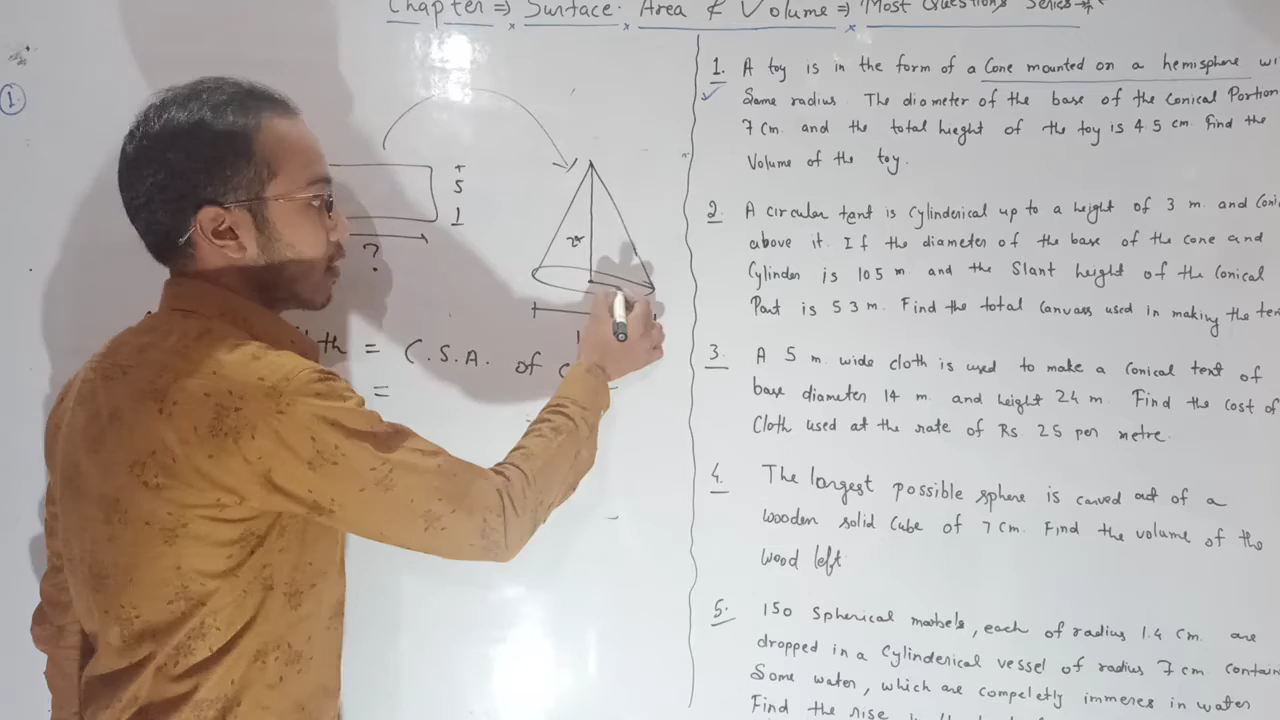 Chapter ⇒ Surface Area & Volume ⇒ Most Questions Series
1
5
1
?
th = C.S.A. of
=
1. A toy is in the form of a Cone mounted on a hemisphere
Same radius. The diameter of the base of the Conical Portion
7 cm. and the total hieght of the toy is 4 5 cm. Find the
Volume of the toy.
2. A circular tent is Cylinderical up to a height of 3 m. and
above it. If the diameter of the base of the cone and
Cylinder is 105 m. and the Slant height of the Conical
Part is 53 m. Find the total Canvass used in making the
3. A 5 m. wide cloth is used to make a Conical tent of
base diameter 14 m. and height 24 m. Find the cost of
Cloth used at the rate of Rs. 25 per metre.
4. The largest possible sphere is carved out of a
wooden solid Cube of 7 cm. Find the volume of the
wood left.
5. 150 Spherical marbels, each of radius 1.4 cm. are
dropped in a Cylinderical vessel of radius 7 cm
Some water, which are compeletly immeres in water
Find the rise